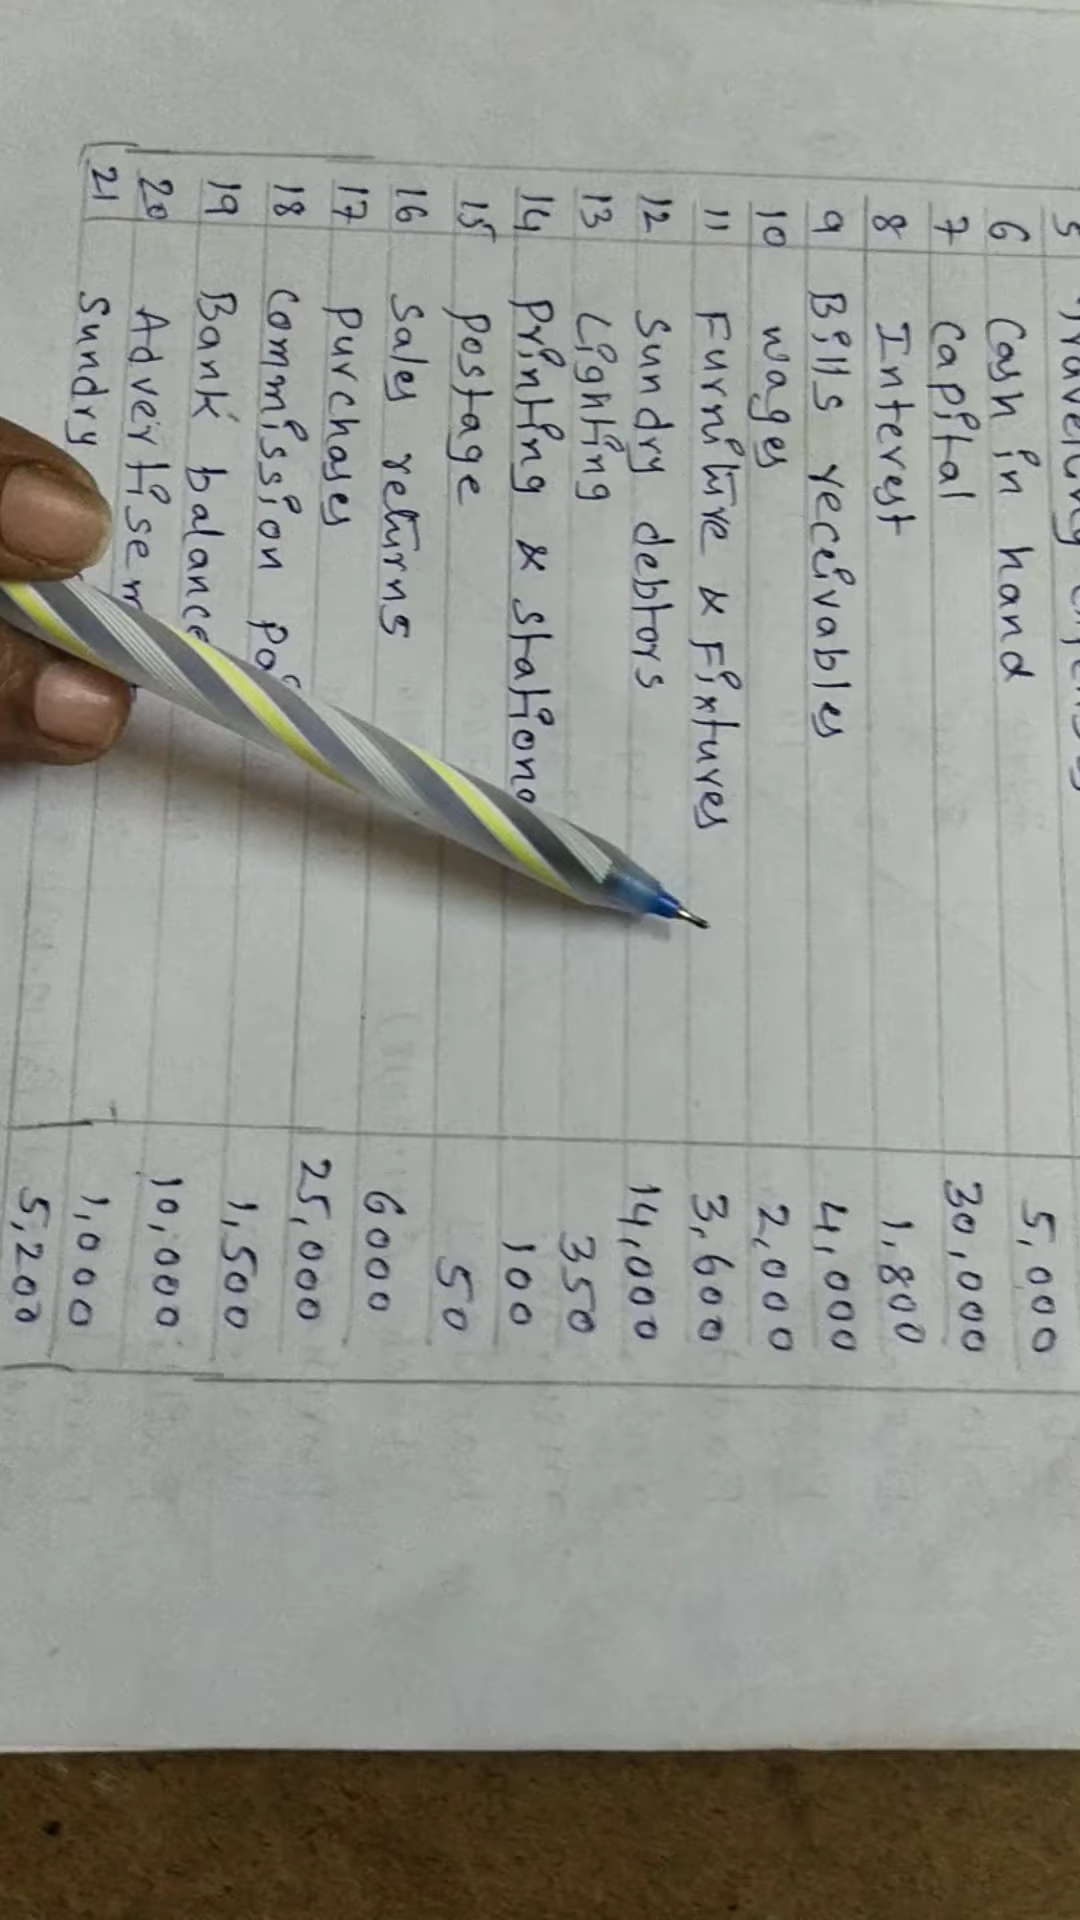 6 Cash in hand 5,000
7 Capital 30,000
8 Interest 1,800
9 Bills receivables 4,000
10 wages 2,000
11 Furniture & Fixtures 3,600
12 Sundry debtors 14,000
13 Lighting 350
14 Printing & 100
15 postage 50
16 Sales returns 6000
17 purchases 25,000
18 Commission 1,500
19 Bank balance 10,000
20 1,000
21 Sundry 5,200